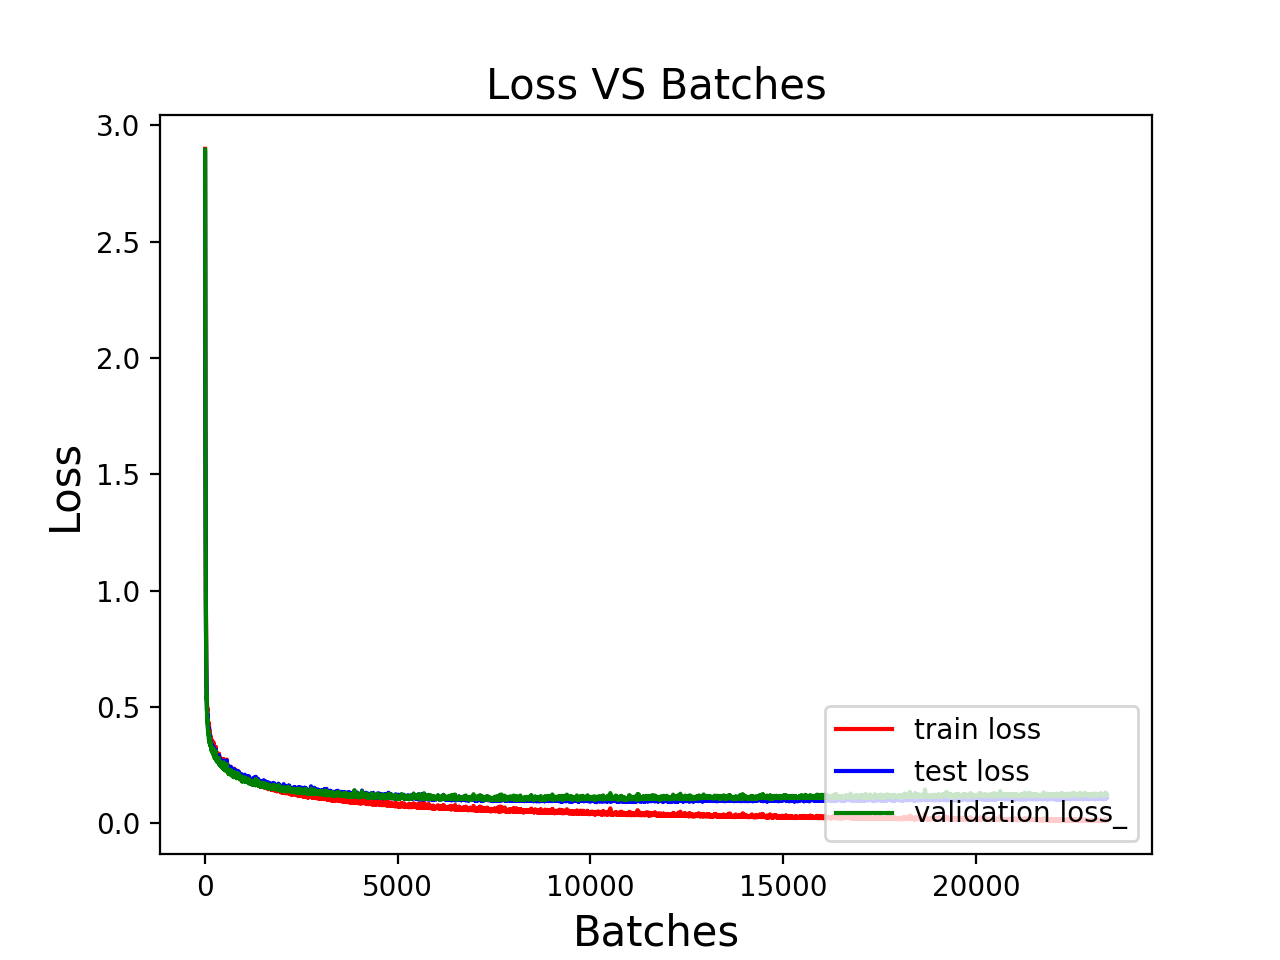 Loss VS Batches
3.0
2.5
2.0
1.5
1.0
0.5
0.0
Loss
train loss
test loss
validation loss_
0 5000 10000 15000 20000
Batches